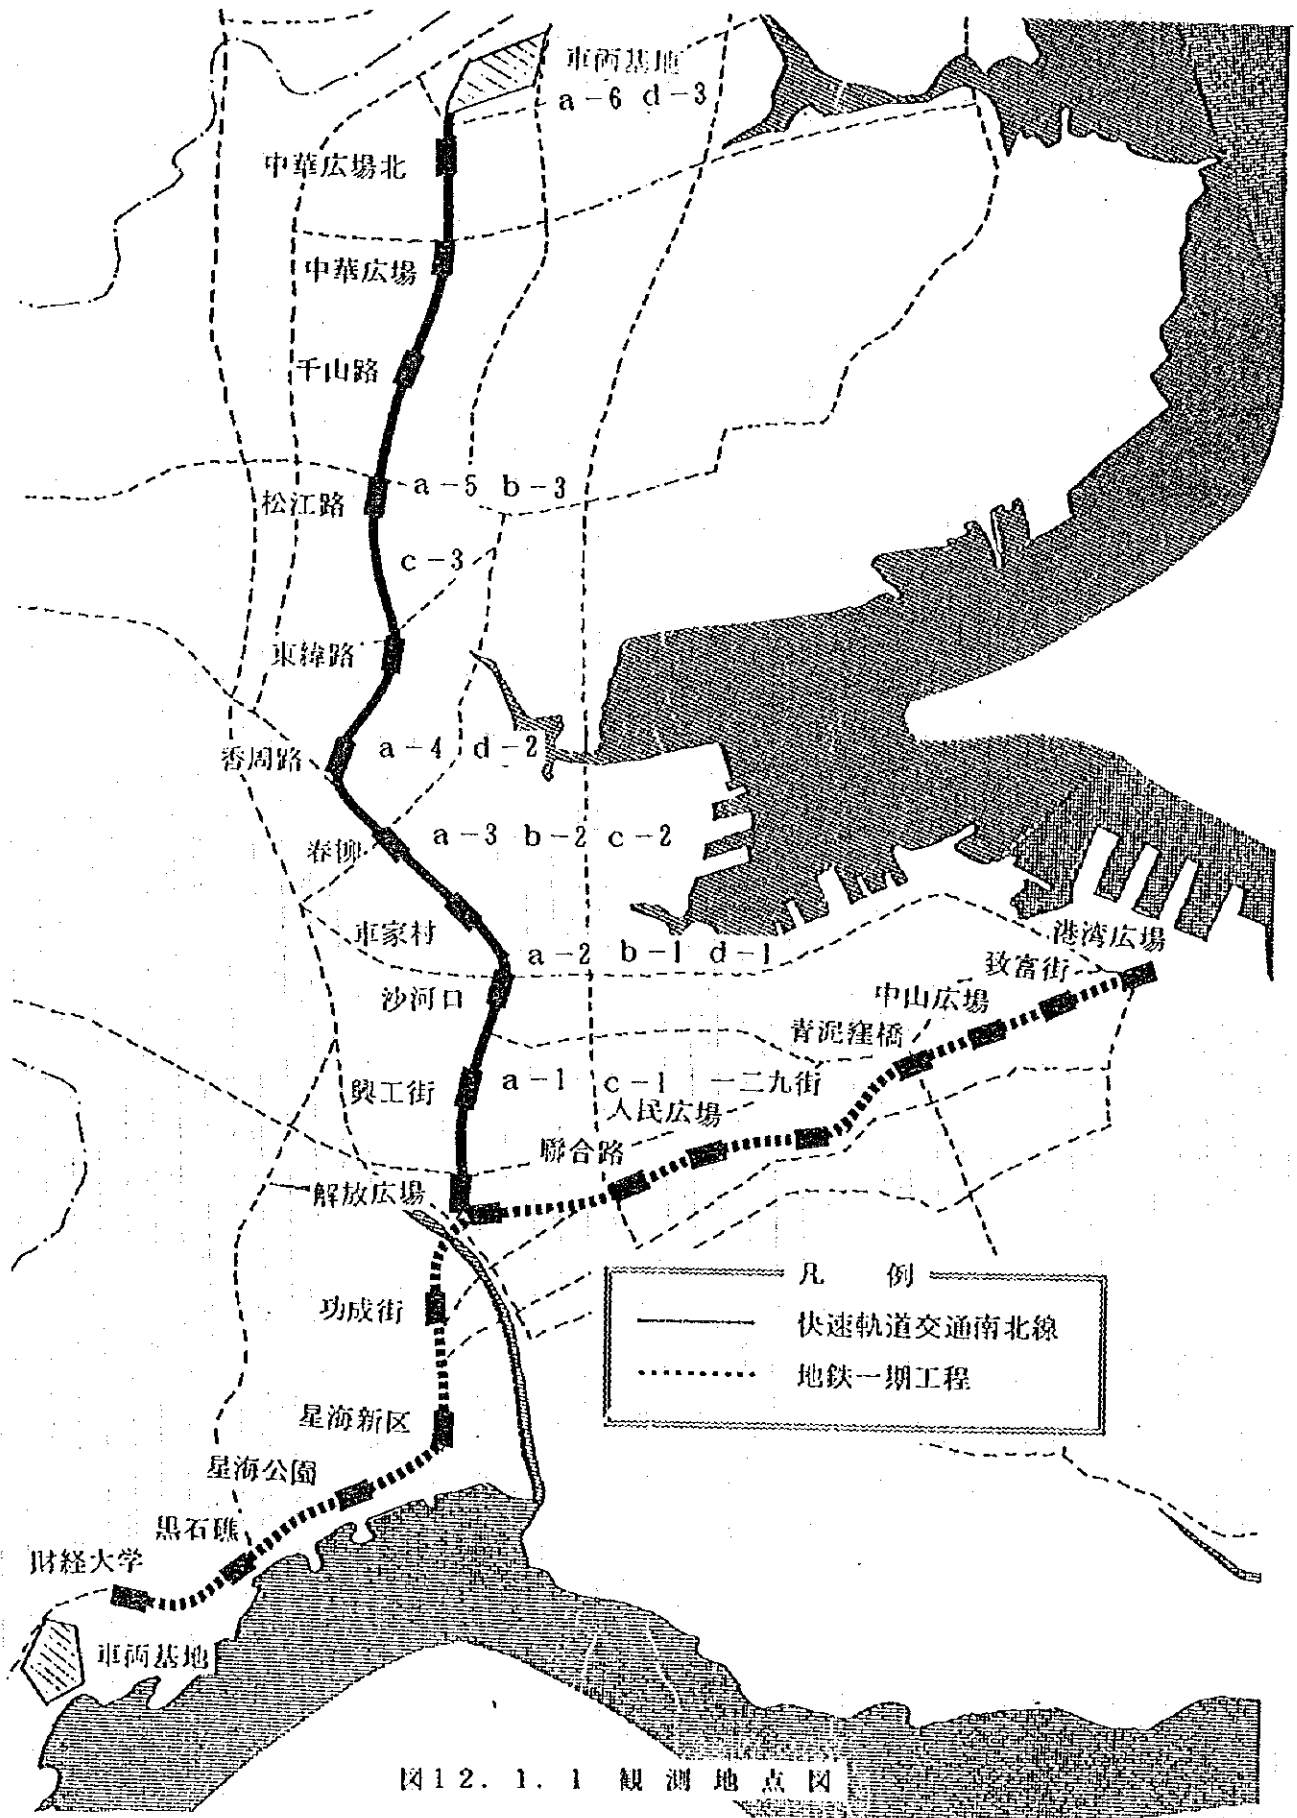 車両基地
a-6 d-3
中華広場北
中華広場
千山路
a-5 b-3
松江路
c-3
東緯路
香周路
a-4 d-2
春柳
a-3 b-2 c-2
車家村
a-2 b-1 d-1
沙河口
港湾広場
致富街
中山広場
青泥窪橋
興工街
a-1 c-1
一二九街
人民広場
聯合路
解放広場
凡 例
快速軌道交通南北線
地鉄一期工程
功成街
星海新区
星海公園
黒石礁
財経大学
車両基地
図12.1.1 観測地点図